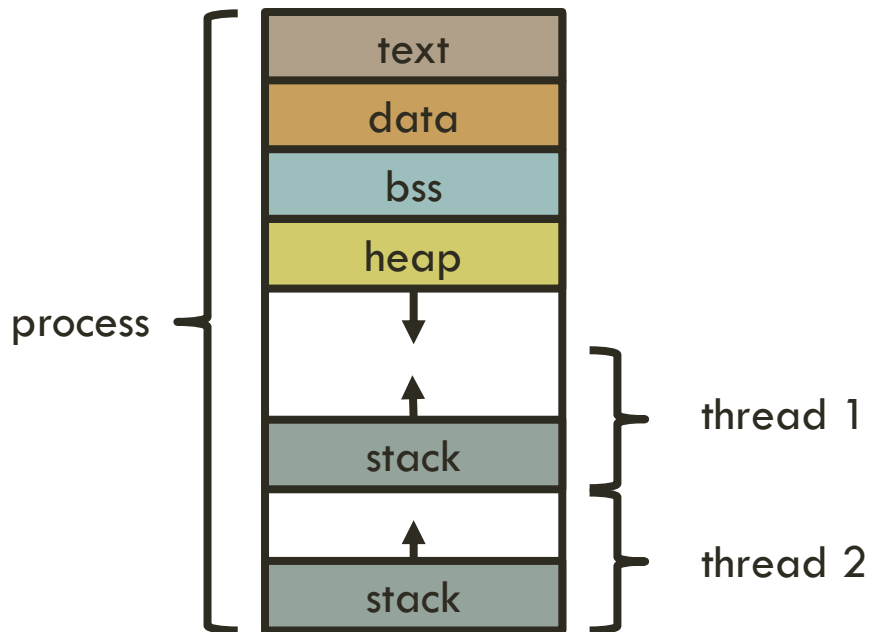 text
data
bss
heap
process
thread 1
stack
thread 2
stack